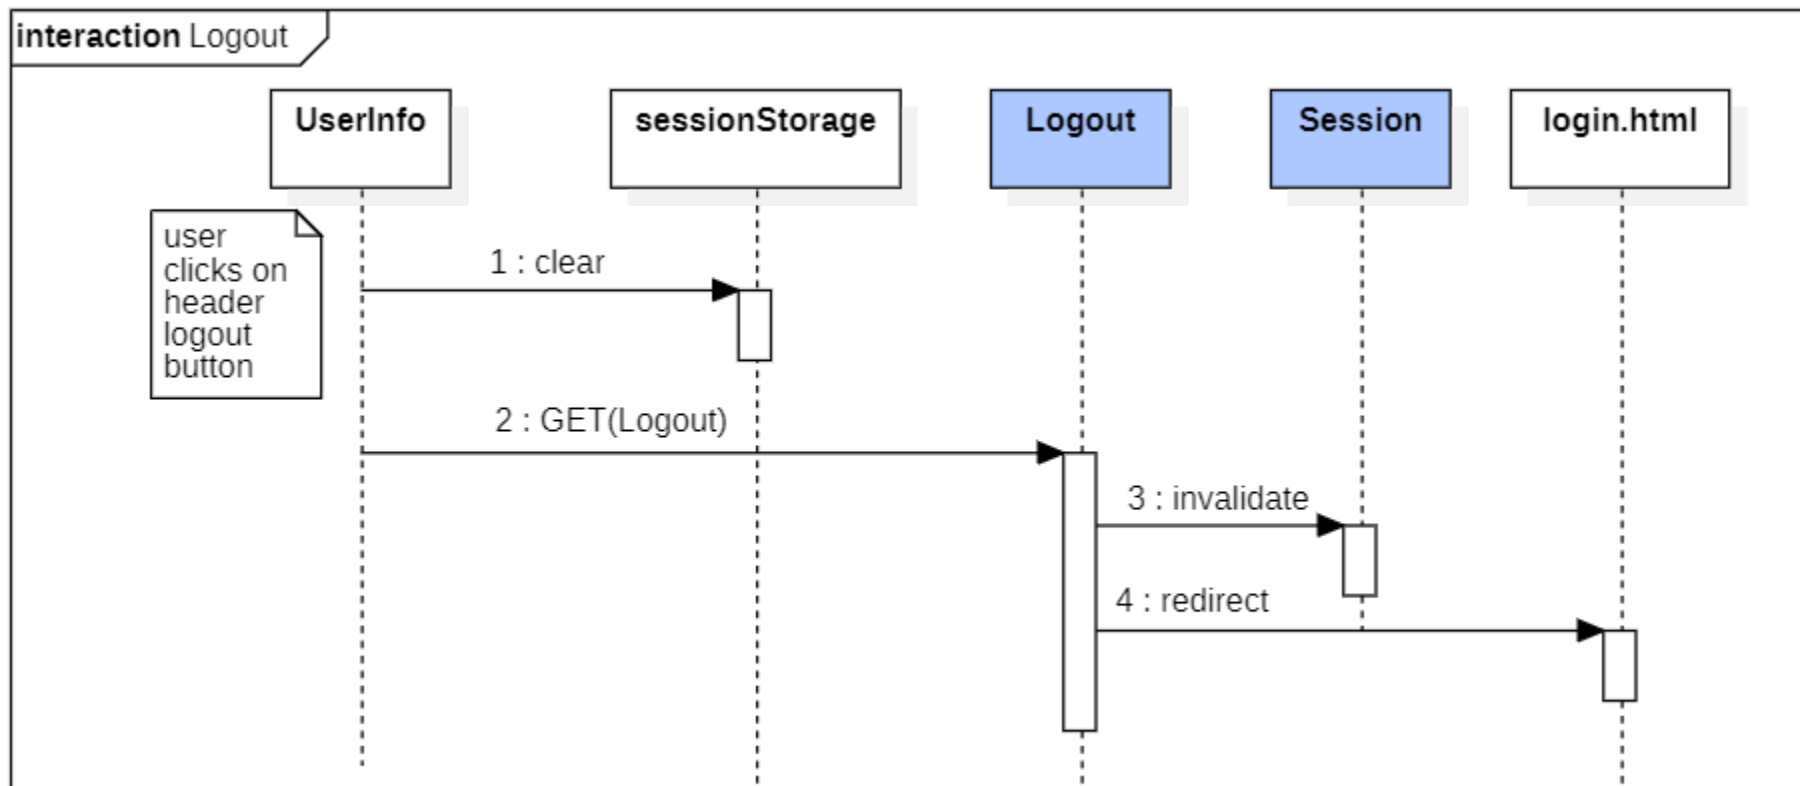 interaction Logout
UserInfo
sessionStorage
Logout
Session
login.html
user
clicks on
header
logout
button
1 : clear
2 : GET(Logout)
3 : invalidate
4 : redirect